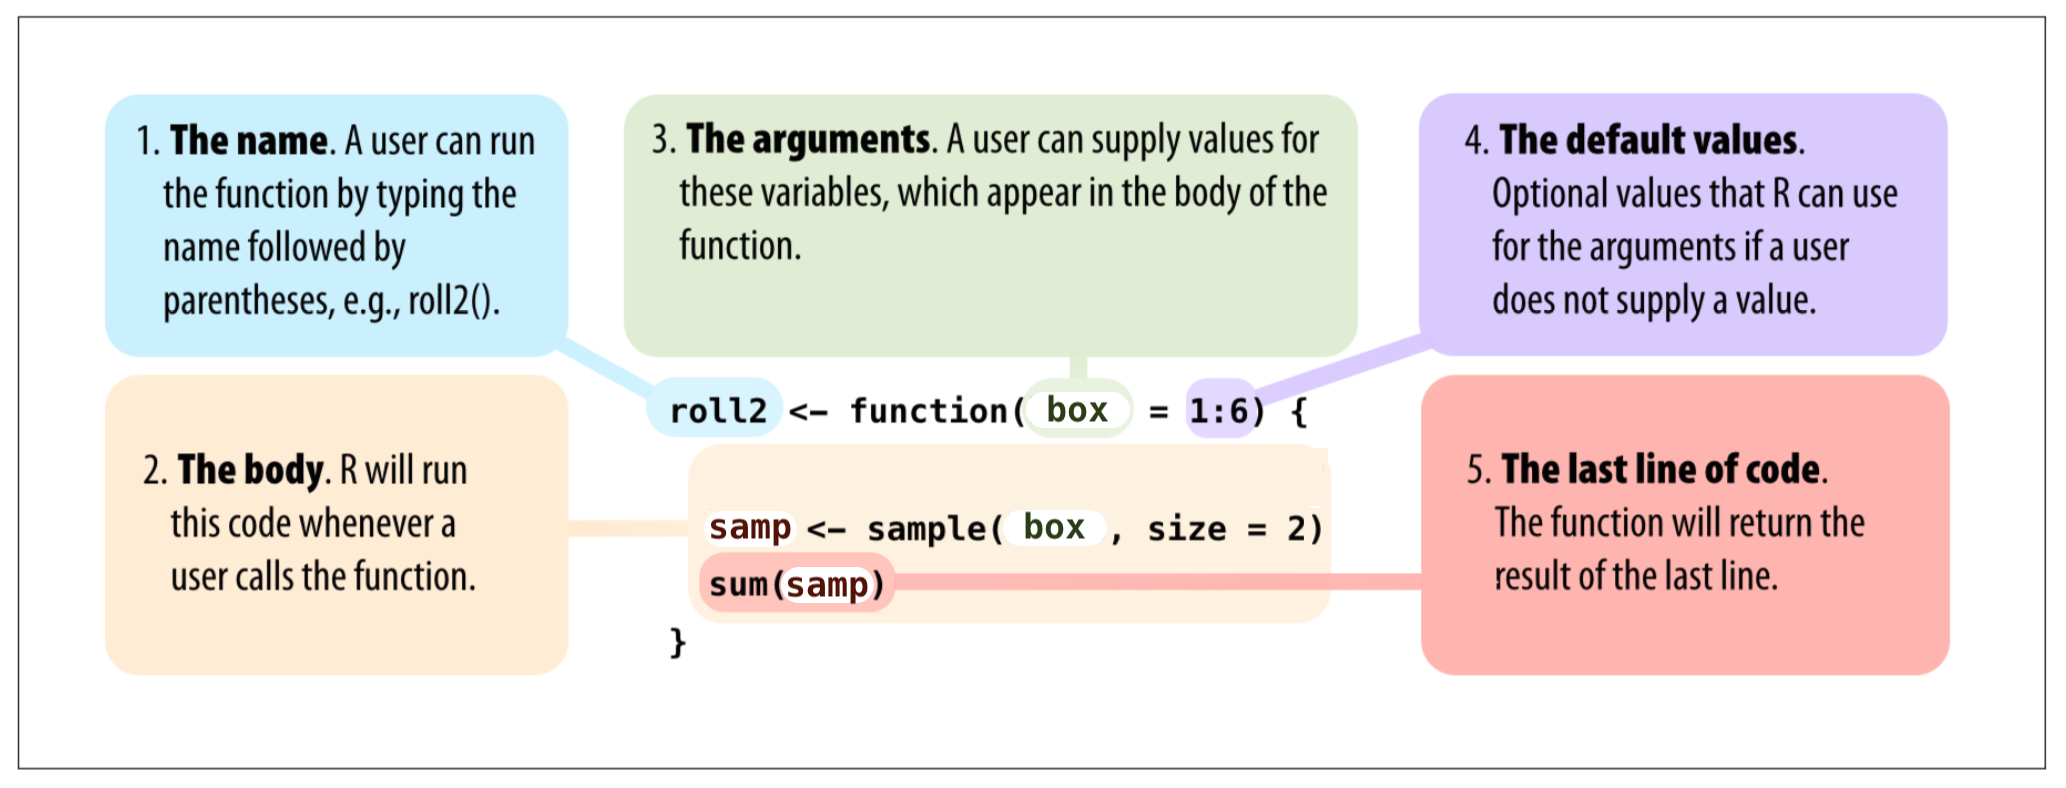 1. The name. A user can run
the function by typing the
name followed by
parentheses, e.g., roll2().
3. The arguments. A user can supply values for
these variables, which appear in the body of the
function.
4. The default values.
Optional values that R can use
for the arguments if a user
does not supply a value.
2. The body. R will run
this code whenever a
user calls the function.
roll2 <- function( box = 1:6) {
samp <- sample( box , size = 2)
sum(samp)
}
5. The last line of code.
The function will return the
result of the last line.